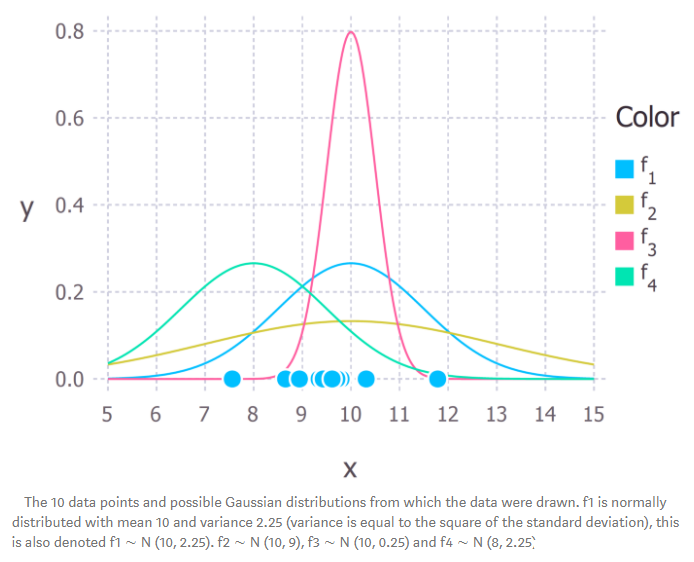 0.8
0.6
0.4
0.2
0.0
y
5 6 7 8 9 10 11 12 13 14 15
x
Color
f1
f2
f3
f4
The 10 data points and possible Gaussian distributions from which the data were drawn. f1 is normally
distributed with mean 10 and variance 2.25 (variance is equal to the square of the standard deviation), this
is also denoted f1 ∼ N (10, 2.25). f2 ∼ N (10, 9), f3 ∼ N (10, 0.25) and f4 ∼ N (8, 2.25)